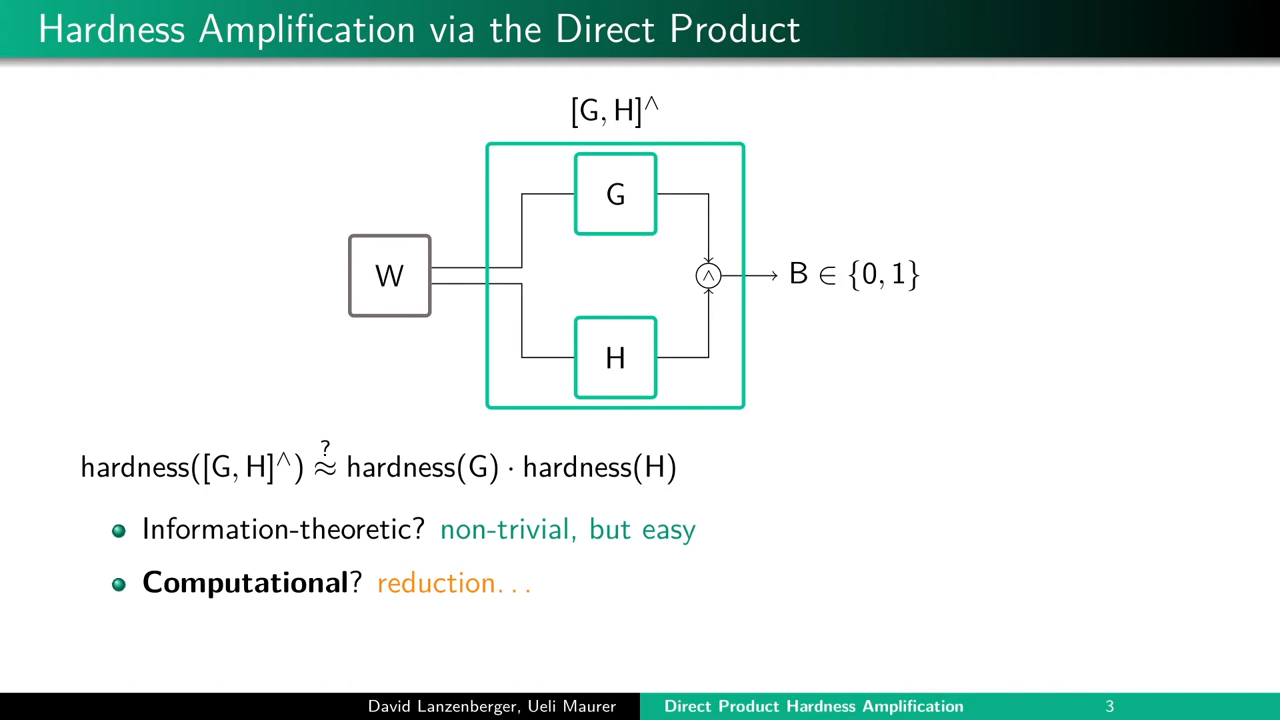 Hardness Amplification via the Direct Product
[G, H]^∧
G
W
∧
B ∈ {0, 1}
H
hardness([G, H]^∧) ≈^? hardness(G) · hardness(H)
Information-theoretic? non-trivial, but easy
Computational? reduction...
David Lanzenberger, Ueli Maurer Direct Product Hardness Amplification 3